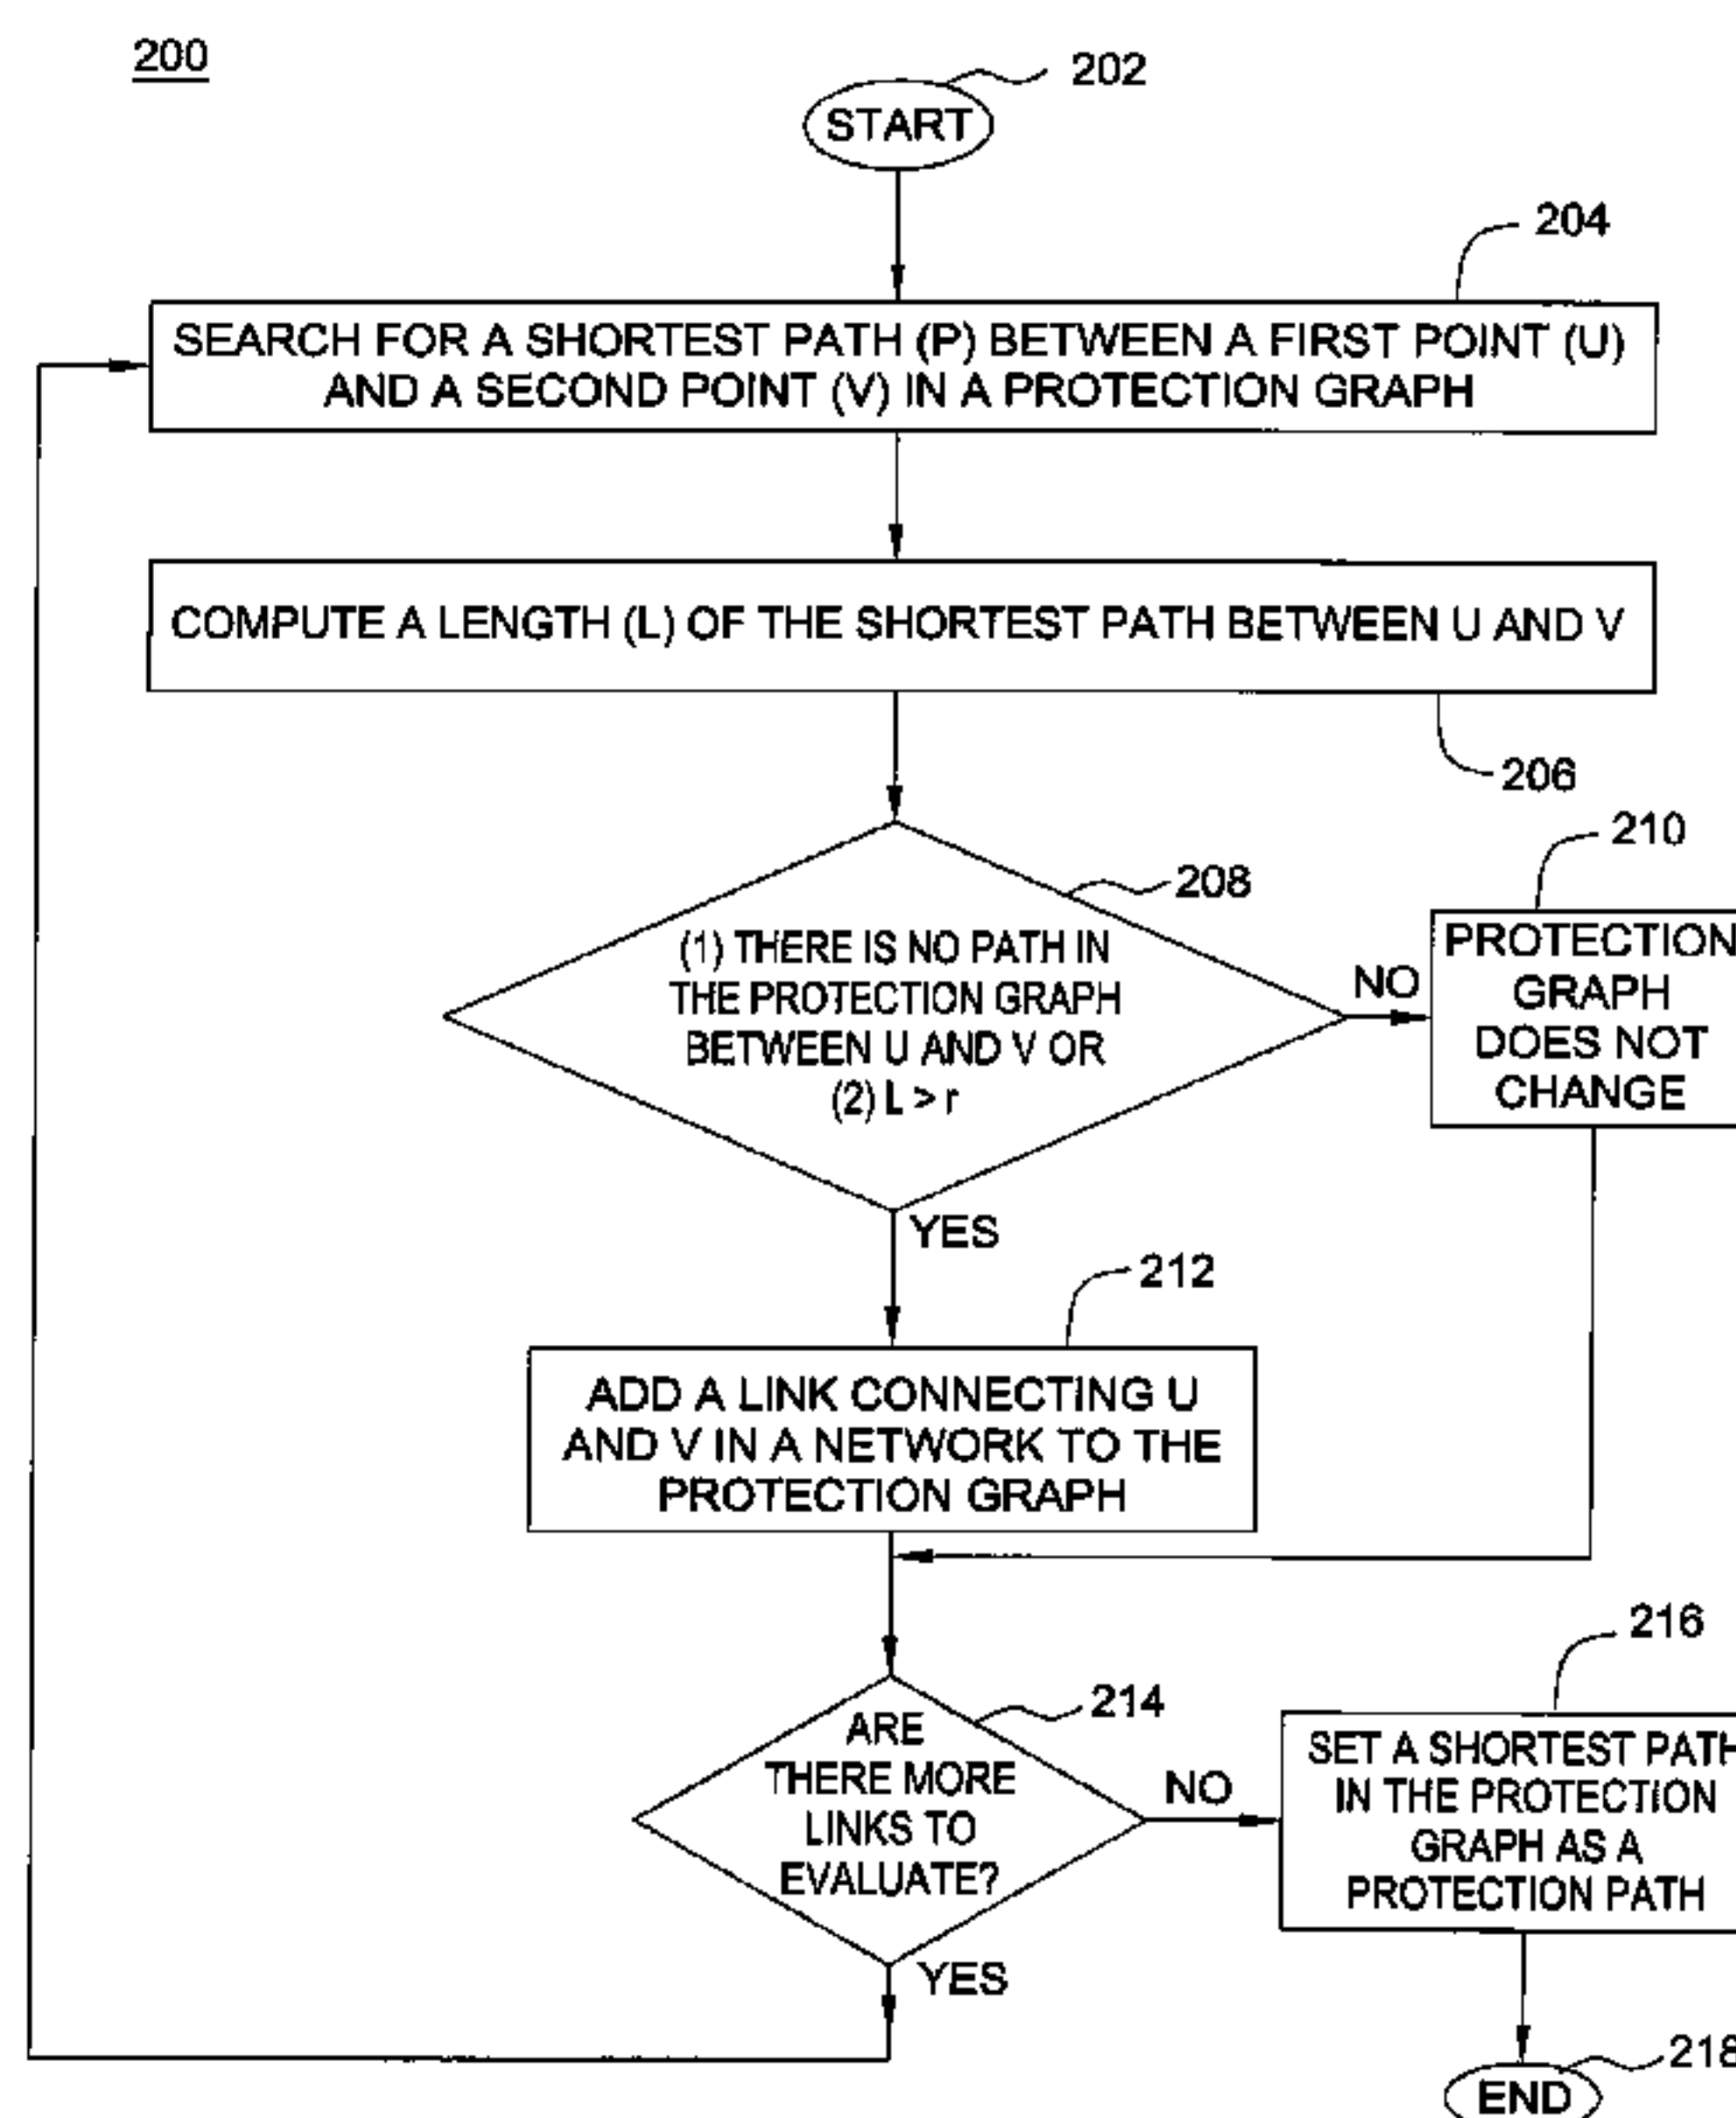 200
202
START
204
SEARCH FOR A SHORTEST PATH (P) BETWEEN A FIRST POINT (U)
AND A SECOND POINT (V) IN A PROTECTION GRAPH
COMPUTE A LENGTH (L) OF THE SHORTEST PATH BETWEEN U AND V
206
208
(1) THERE IS NO PATH IN
THE PROTECTION GRAPH
BETWEEN U AND V OR
(2) L > r
NO
210
PROTECTION
GRAPH
DOES NOT
CHANGE
YES
212
ADD A LINK CONNECTING U
AND V IN A NETWORK TO THE
PROTECTION GRAPH
214
ARE
THERE MORE
LINKS TO
EVALUATE?
NO
216
SET A SHORTEST PATH
IN THE PROTECTION
GRAPH AS A
PROTECTION PATH
YES
218
END